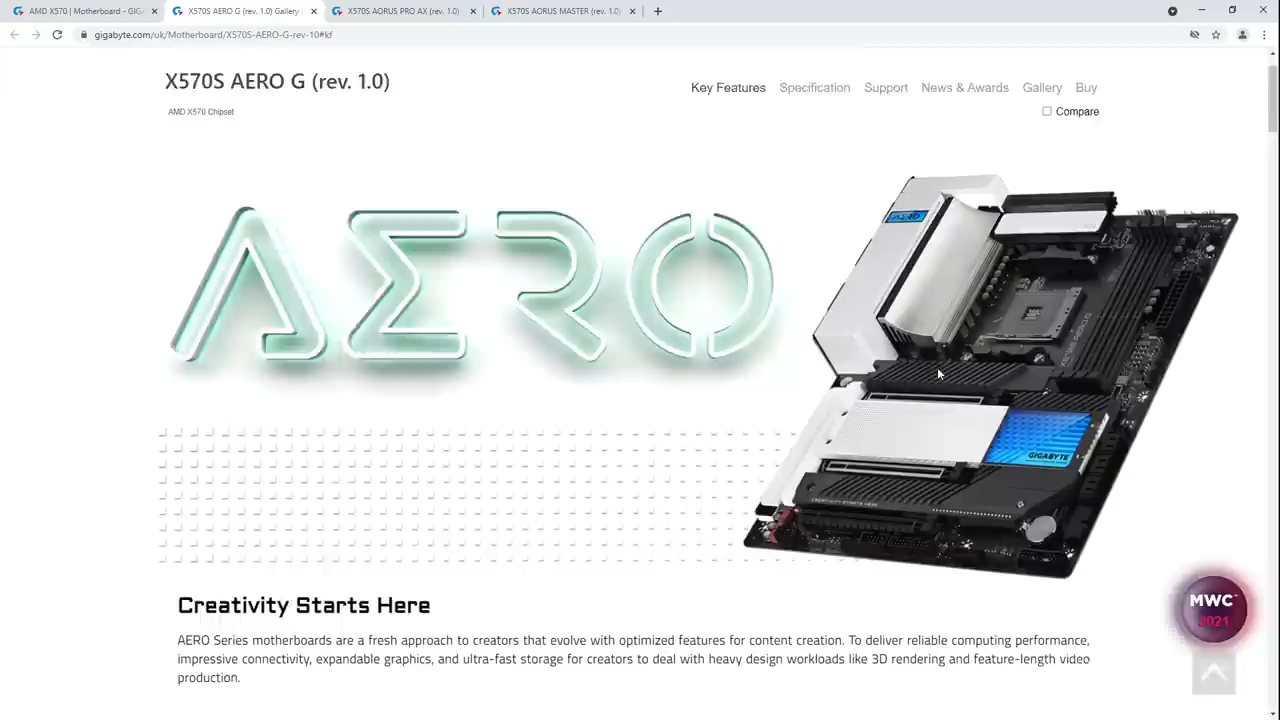 AMD X570 | Motherboard - GIG
X570S AERO G (rev. 1.0) Gallery
X570S AORUS PRO AX (rev. 1.0)
X570S AORUS MASTER (rev. 1.0)
gigabyte.com/uk/Motherboard/X570S-AERO-G-rev-10#kf
X570S AERO G (rev. 1.0)
Key Features Specification Support News & Awards Gallery Buy
AMD X570 Chipset
Compare
AERO
AERO
X570S AERO G
GIGABYTE
CREATIVITY STARTS HERE
Creativity Starts Here
MWC
2021
AERO Series motherboards are a fresh approach to creators that evolve with optimized features for content creation. To deliver reliable computing performance,
impressive connectivity, expandable graphics, and ultra-fast storage for creators to deal with heavy design workloads like 3D rendering and feature-length video
production.